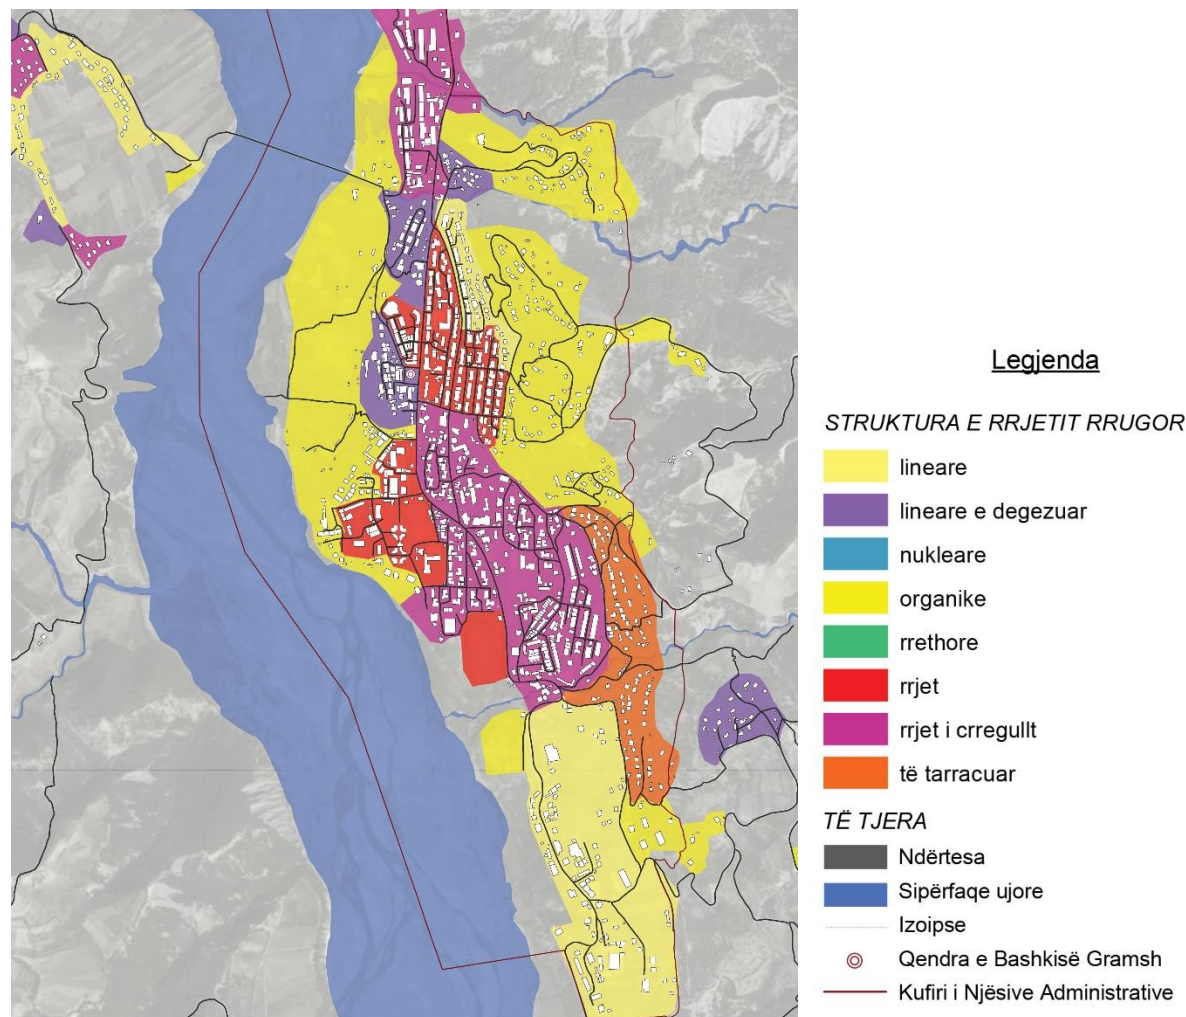 Legjenda
STRUKTURA E RRJETIT RRUGOR
lineare
lineare e degezuar
nukleare
organike
rrethore
rrjet
rrjet i crregullt
të tarracuar
TË TJERA
Ndërtesa
Sipërfaqe ujore
Izoipse
Qendra e Bashkisë Gramsh
Kufiri i Njësive Administrative